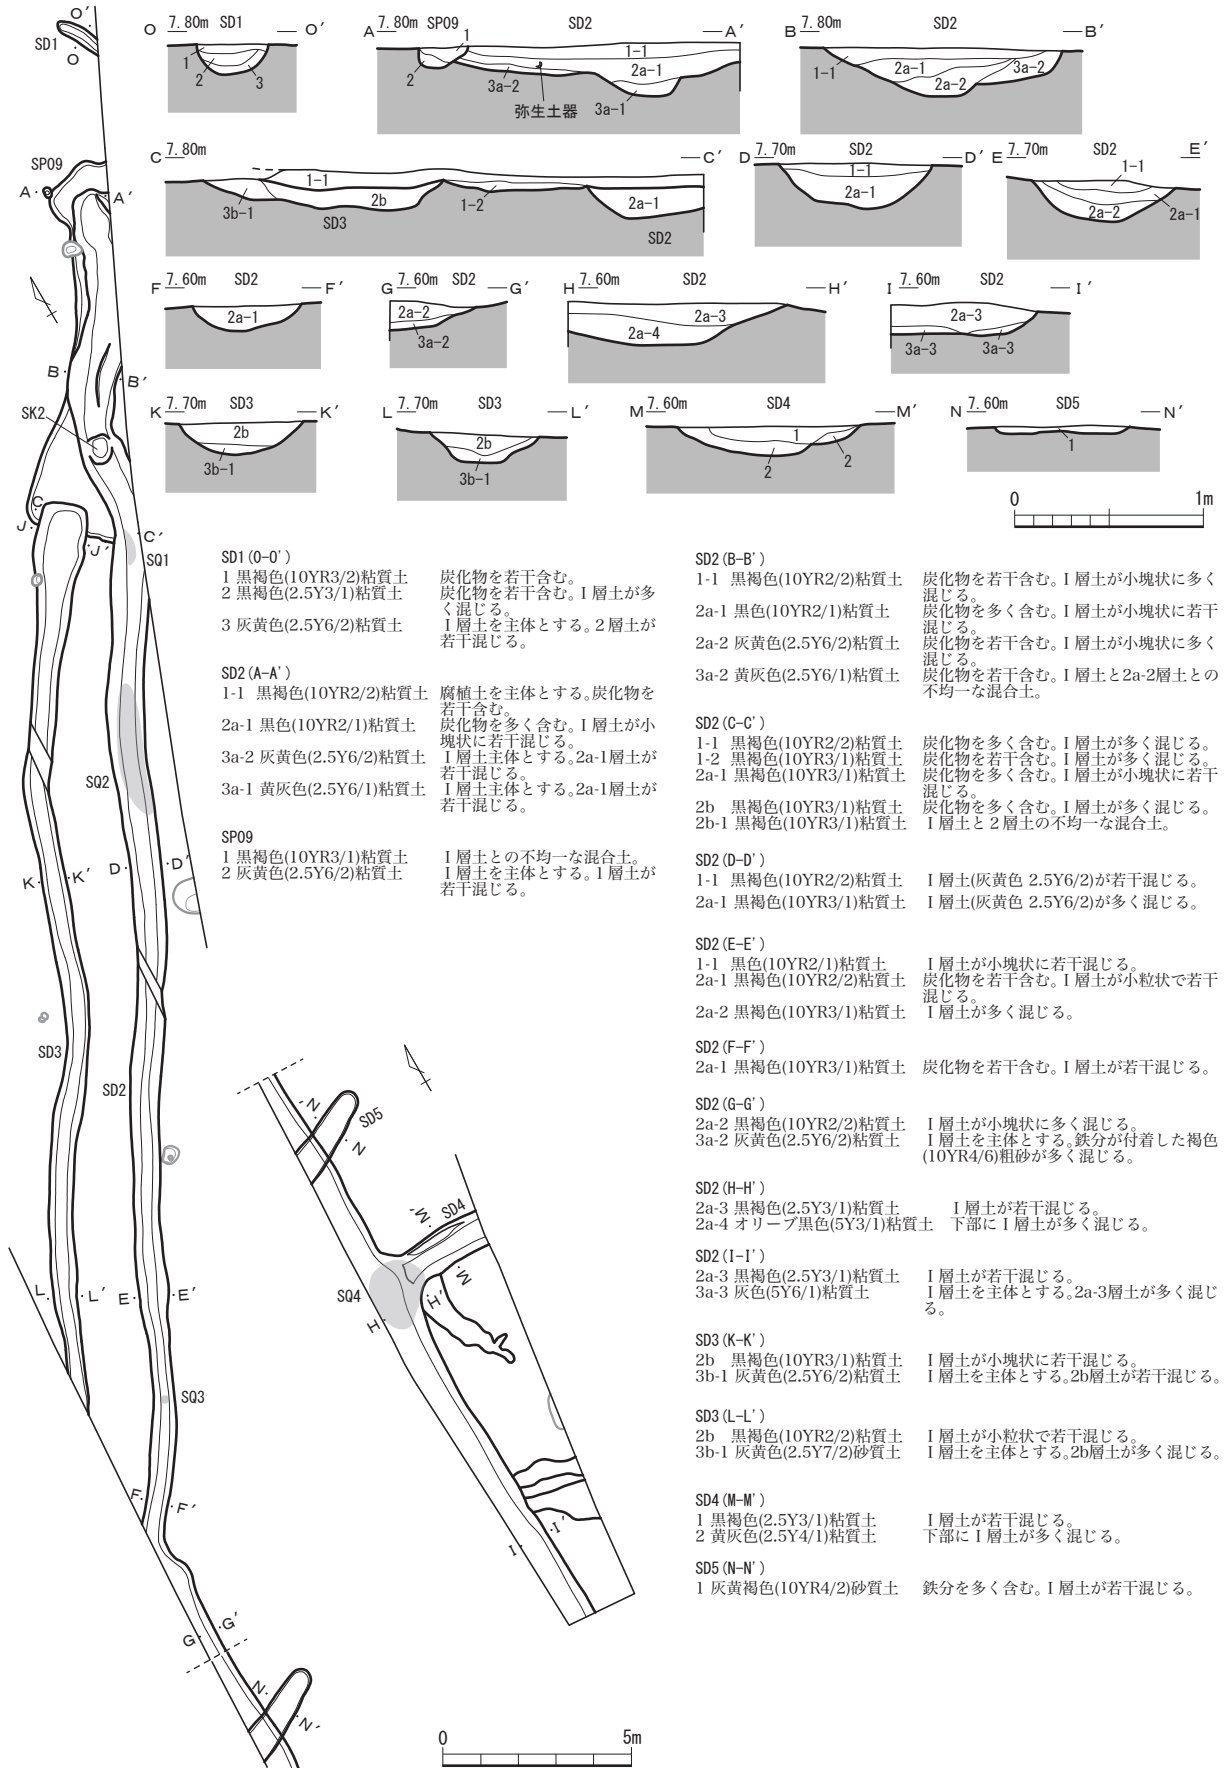 O 7.80m SD1 O′
1
2
3
A 7.80m SP09 1 SD2 A′
1-1
2a-1
2
3a-2
弥生土器
3a-1
B 7.80m SD2 B′
1-1
2a-1
2a-2
3a-2
C 7.80m C′
1-1
2b
3b-1
SD3
1-2
2a-1
SD2
D 7.70m SD2 D′
1-1
2a-1
E 7.70m SD2 E′
1-1
2a-2
2a-1
F 7.60m SD2 F′
2a-1
G 7.60m SD2 G′
2a-2
3a-2
H 7.60m SD2 H′
2a-3
2a-4
I 7.60m SD2 I′
2a-3
3a-3
3a-3
K 7.70m SD3 K′
2b
3b-1
L 7.70m SD3 L′
2b
3b-1
M 7.60m SD4 M′
1
2
2
N 7.60m SD5 N′
1
0 1m
O′
SD1
O
SP09
A
A′
B
B′
SK2
C
J
J′
C′
SQ1
SQ2
K
K′
D
D′
SD3
SD2
L
L′
E
E′
SQ3
F
F′
G
G′
N
N′
SD1(O-O′)
1 黒褐色(10YR3/2)粘質土 炭化物を若干含む。
2 黒褐色(2.5Y3/1)粘質土 炭化物を若干含む。I 層土が多
く混じる。
3 灰黄色(2.5Y6/2)粘質土 I 層土を主体とする。2 層土が
若干混じる。
SD2(A-A′)
1-1 黒褐色(10YR2/2)粘質土 腐植土を主体とする。炭化物を
若干含む。
2a-1 黒色(10YR2/1)粘質土 炭化物を多く含む。I 層土が小
塊状に若干混じる。
3a-2 灰黄色(2.5Y6/2)粘質土 I 層土主体とする。2a-1層土が
若干混じる。
3a-1 黄灰色(2.5Y6/1)粘質土 I 層土主体とする。2a-1層土が
若干混じる。
SP09
1 黒褐色(10YR3/1)粘質土 I 層土との不均一な混合土。
2 灰黄色(2.5Y6/2)粘質土 I 層土を主体とする。1 層土が
若干混じる。
SD2(B-B′)
1-1 黒褐色(10YR2/2)粘質土 炭化物を若干含む。I 層土が小塊状に多く
混じる。
2a-1 黒色(10YR2/1)粘質土 炭化物を多く含む。I 層土が小塊状に若干
混じる。
2a-2 灰黄色(2.5Y6/2)粘質土 炭化物を若干含む。I 層土が小塊状に多く
混じる。
3a-2 黄灰色(2.5Y6/1)粘質土 炭化物を若干含む。I 層土と2a-2層土との
不均一な混合土。
SD2(C-C′)
1-1 黒褐色(10YR2/2)粘質土 炭化物を多く含む。I 層土が多く混じる。
1-2 黒褐色(10YR3/1)粘質土 炭化物を若干含む。I 層土が多く混じる。
2a-1 黒褐色(10YR3/1)粘質土 炭化物を多く含む。I 層土が小塊状に若干
混じる。
2b 黒褐色(10YR3/1)粘質土 炭化物を多く含む。I 層土が多く混じる。
2b-1 黒褐色(10YR3/1)粘質土 I 層土と 2 層土の不均一な混合土。
SD2(D-D′)
1-1 黒褐色(10YR2/2)粘質土 I 層土(灰黄色 2.5Y6/2)が若干混じる。
2a-1 黒褐色(10YR3/1)粘質土 I 層土(灰黄色 2.5Y6/2)が多く混じる。
SD2(E-E′)
1-1 黒色(10YR2/1)粘質土 I 層土が小塊状に若干混じる。
2a-1 黒褐色(10YR2/2)粘質土 炭化物を若干含む。I 層土が小粒状で若干
混じる。
2a-2 黒褐色(10YR3/1)粘質土 I 層土が多く混じる。
SD2(F-F′)
2a-1 黒褐色(10YR3/1)粘質土 炭化物を若干含む。I 層土が若干混じる。
SD2(G-G′)
2a-2 黒褐色(10YR2/2)粘質土 I 層土が小塊状に多く混じる。
3a-2 灰黄色(2.5Y6/2)粘質土 I 層土を主体とする。鉄分が付着した褐色
(10YR4/6)粗砂が多く混じる。
SD2(H-H′)
2a-3 黒褐色(2.5Y3/1)粘質土 I 層土が若干混じる。
2a-4 オリーブ黒色(5Y3/1)粘質土 下部に I 層土が多く混じる。
SD2(I-I′)
2a-3 黒褐色(2.5Y3/1)粘質土 I 層土が若干混じる。
3a-3 灰色(5Y6/1)粘質土 I 層土を主体とする。2a-3層土が多く混じ
る。
SD3(K-K′)
2b 黒褐色(10YR3/1)粘質土 I 層土が小塊状に若干混じる。
3b-1 灰黄色(2.5Y6/2)粘質土 I 層土を主体とする。2b層土が若干混じる。
SD3(L-L′)
2b 黒褐色(10YR2/2)粘質土 I 層土が小粒状で若干混じる。
3b-1 灰黄色(2.5Y7/2)砂質土 I 層土を主体とする。2b層土が多く混じる。
SD4(M-M′)
1 黒褐色(2.5Y3/1)粘質土 I 層土が若干混じる。
2 黄灰色(2.5Y4/1)粘質土 下部に I 層土が多く混じる。
SD5(N-N′)
1 灰黄褐色(10YR4/2)砂質土 鉄分を多く含む。I 層土が若干混じる。
′N
SD5
N
′M
SD4
M
SQ4
H′
H
I′
I
0 5m